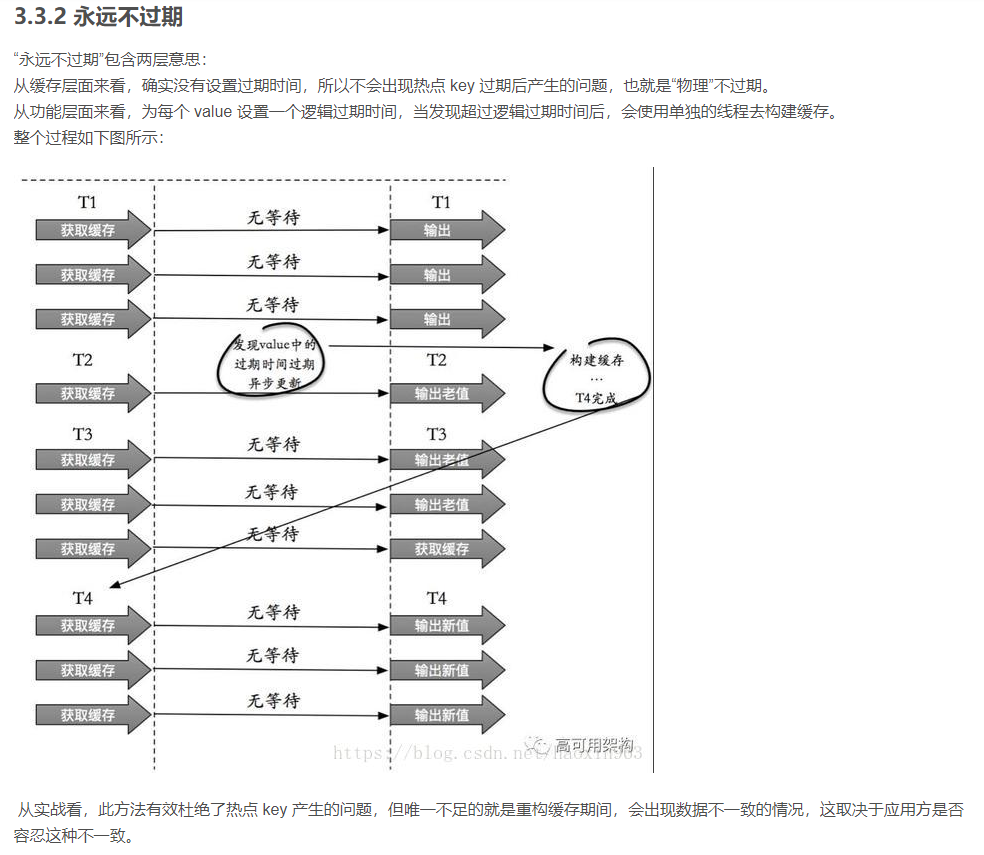 3.3.2 永远不过期
“永远不过期”包含两层意思：
从缓存层面来看，确实没有设置过期时间，所以不会出现热点 key 过期后产生的问题，也就是“物理”不过期。
从功能层面来看，为每个 value 设置一个逻辑过期时间，当发现超过逻辑过期时间后，会使用单独的线程去构建缓存。
整个过程如下图所示：
T1 T1
获取缓存 无等待 输出
获取缓存 无等待 输出
获取缓存 无等待 输出
发现value中的
过期时间过期
异步更新
构建缓存
...
T4完成
T2 T2
获取缓存 输出老值
T3 T3
获取缓存 无等待 输出老值
获取缓存 无等待 输出老值
获取缓存 无等待 获取缓存
T4 T4
获取缓存 无等待 输出新值
获取缓存 无等待 输出新值
获取缓存 无等待 输出新值
高可用架构
https://blog.csdn.net/haoxin963
从实战看，此方法有效杜绝了热点 key 产生的问题，但唯一不足的就是重构缓存期间，会出现数据不一致的情况，这取决于应用方是否
容忍这种不一致。